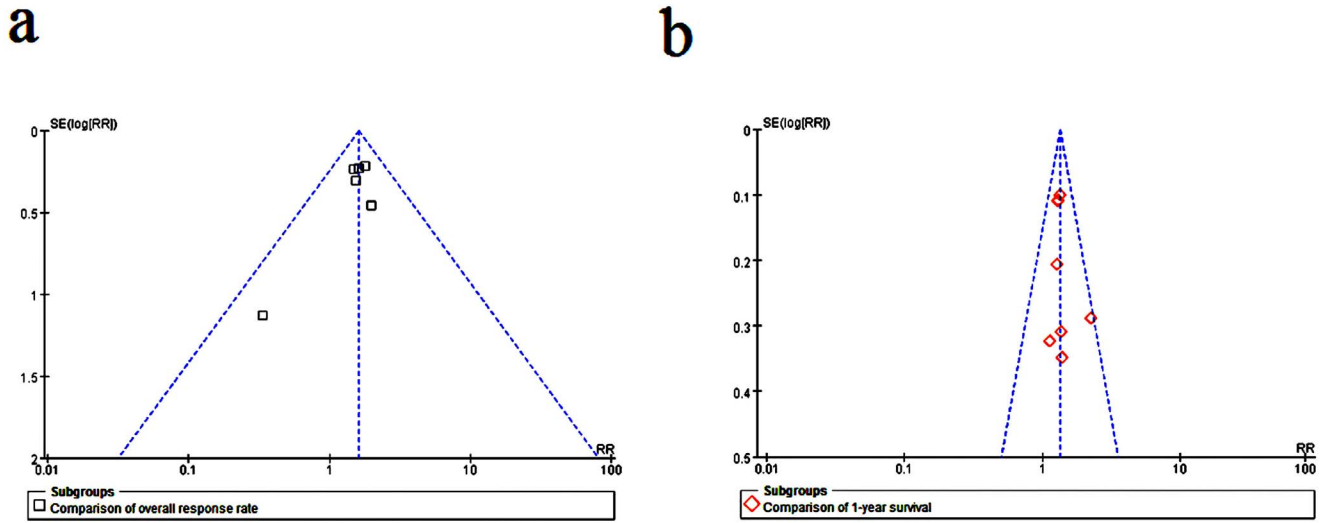 a
b
SE(log[RR])
0
0.5
1
1.5
2
0.01
0.1
1
10
100
RR
Subgroups
Comparison of overall response rate
SE(log[RR])
0
0.1
0.2
0.3
0.4
0.5
0.01
0.1
1
10
100
RR
Subgroups
Comparison of 1-year survival